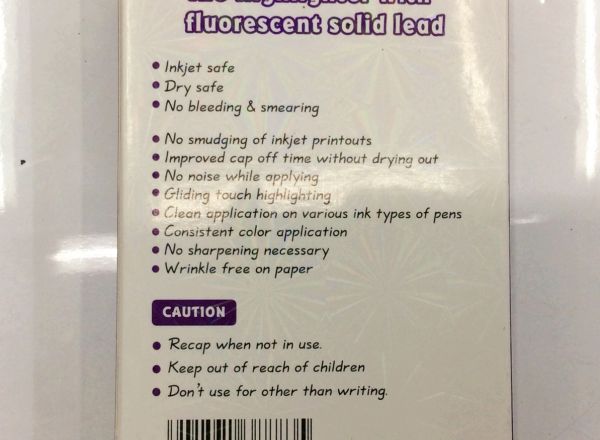 fluorescent solid lead
• Inkjet safe
• Dry safe
• No bleeding & smearing
• No smudging of inkjet printouts
• Improved cap off time without drying out
• No noise while applying
• Gliding touch highlighting
• Clean application on various ink types of pens
• Consistent color application
• No sharpening necessary
• Wrinkle free on paper
CAUTION
• Recap when not in use.
• Keep out of reach of children
• Don't use for other than writing.